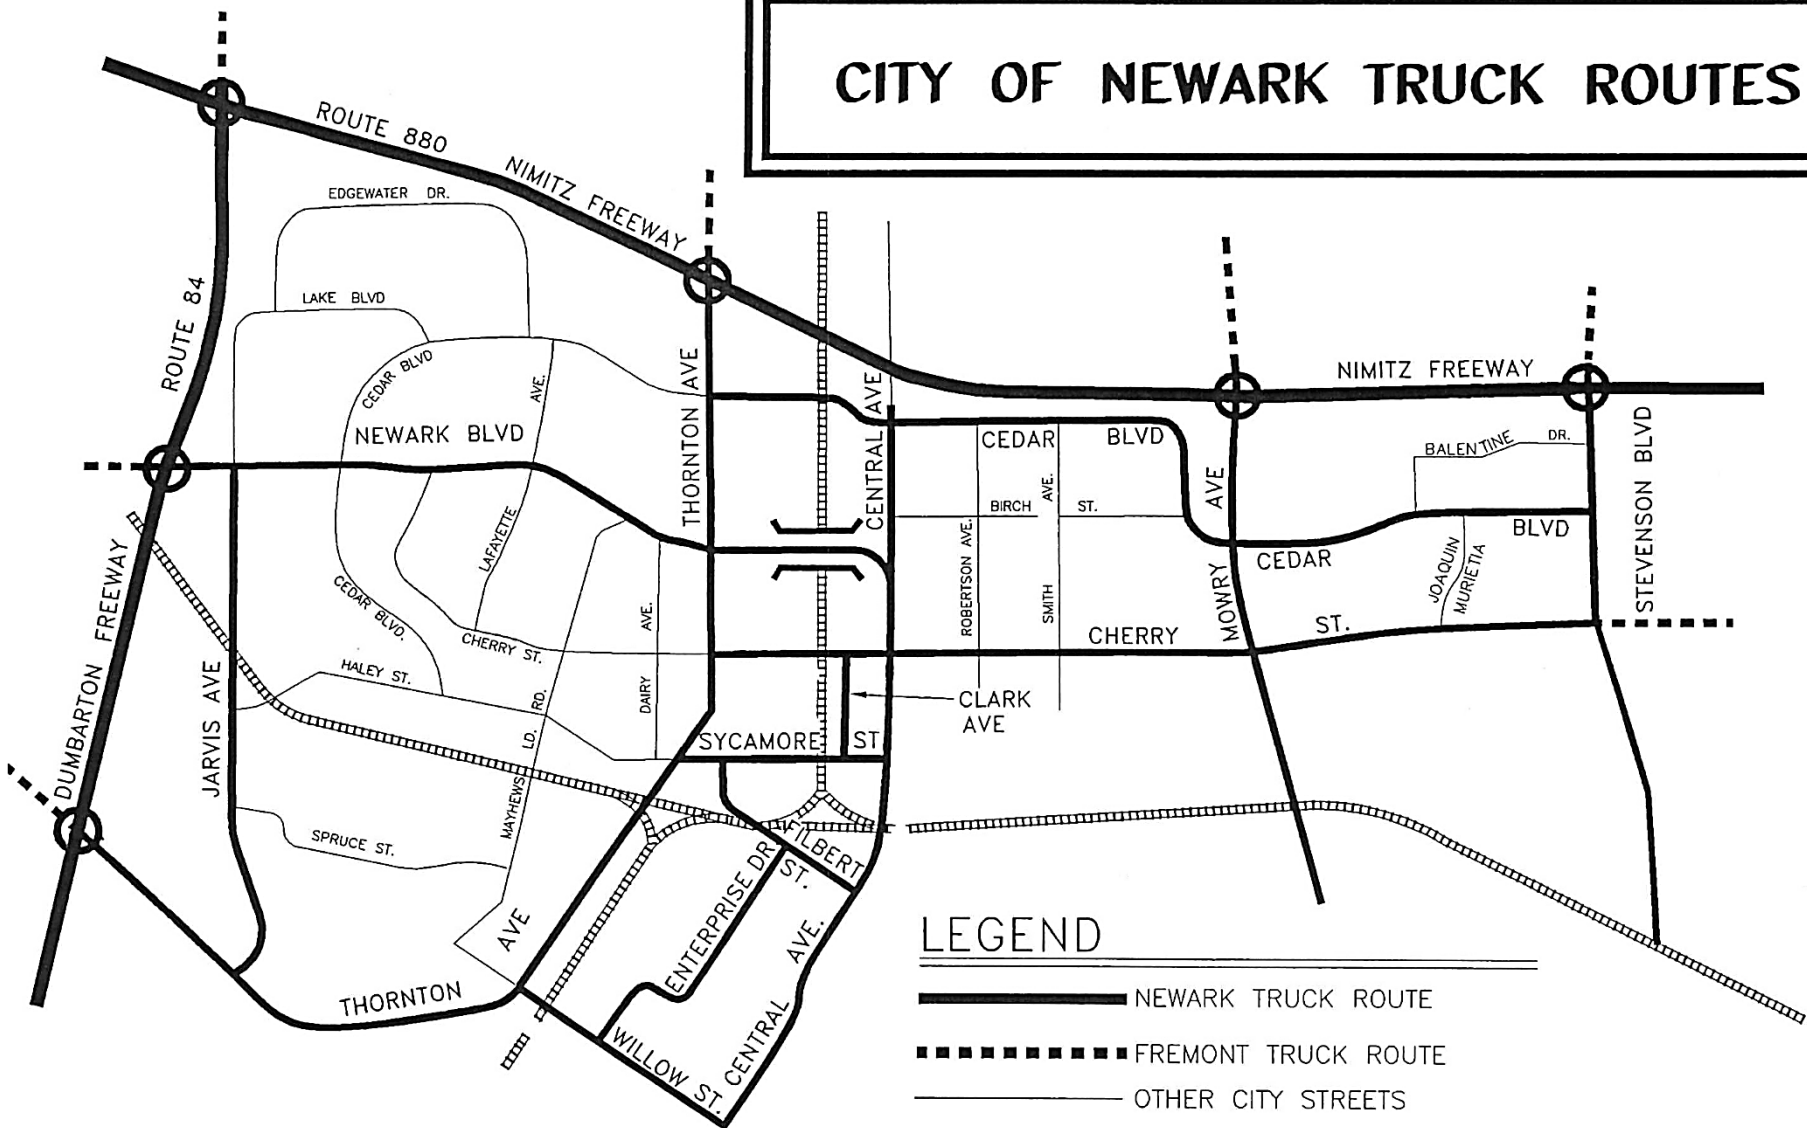 CITY OF NEWARK TRUCK ROUTES
ROUTE 880
NIMITZ FREEWAY
EDGEWATER DR.
ROUTE 84
LAKE BLVD
CEDAR BLVD
AVE.
THORNTON AVE
CENTRAL AVE
NIMITZ FREEWAY
NEWARK BLVD
CEDAR BLVD
BALENTINE DR.
STEVENSON BLVD
LAFAYETTE
BIRCH ST.
AVE.
MOWRY AVE
BLVD
CEDAR
DUMBARTON FREEWAY
CEDAR BLVD.
CHERRY ST.
DAIRY AVE.
ROBERTSON AVE.
SMITH
CHERRY ST.
JOAQUIN
MURIETIA
JARVIS AVE
HALEY ST.
MAYHEWS LD. RD.
CLARK
AVE
SYCAMORE ST
SPRUCE ST.
FILBERT
ST.
ENTERPRISE DR.
AVE
THORNTON
CENTRAL AVE.
WILLOW ST.
LEGEND
NEWARK TRUCK ROUTE
FREMONT TRUCK ROUTE
OTHER CITY STREETS